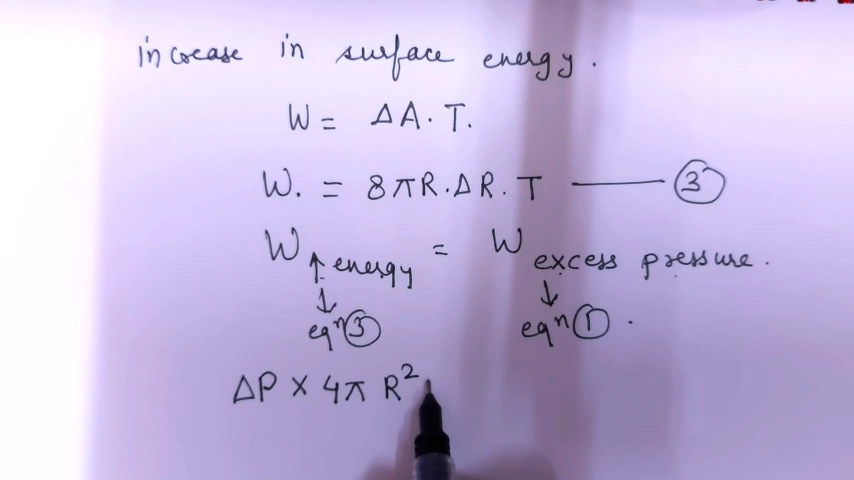 increase in surface energy.
W = ΔA. T.
W. = 8πR.ΔR. T —— ③
W ↑ energy = W excess pressure.
↓ ↓
eqⁿ③ eqⁿ① .
ΔP × 4π R²